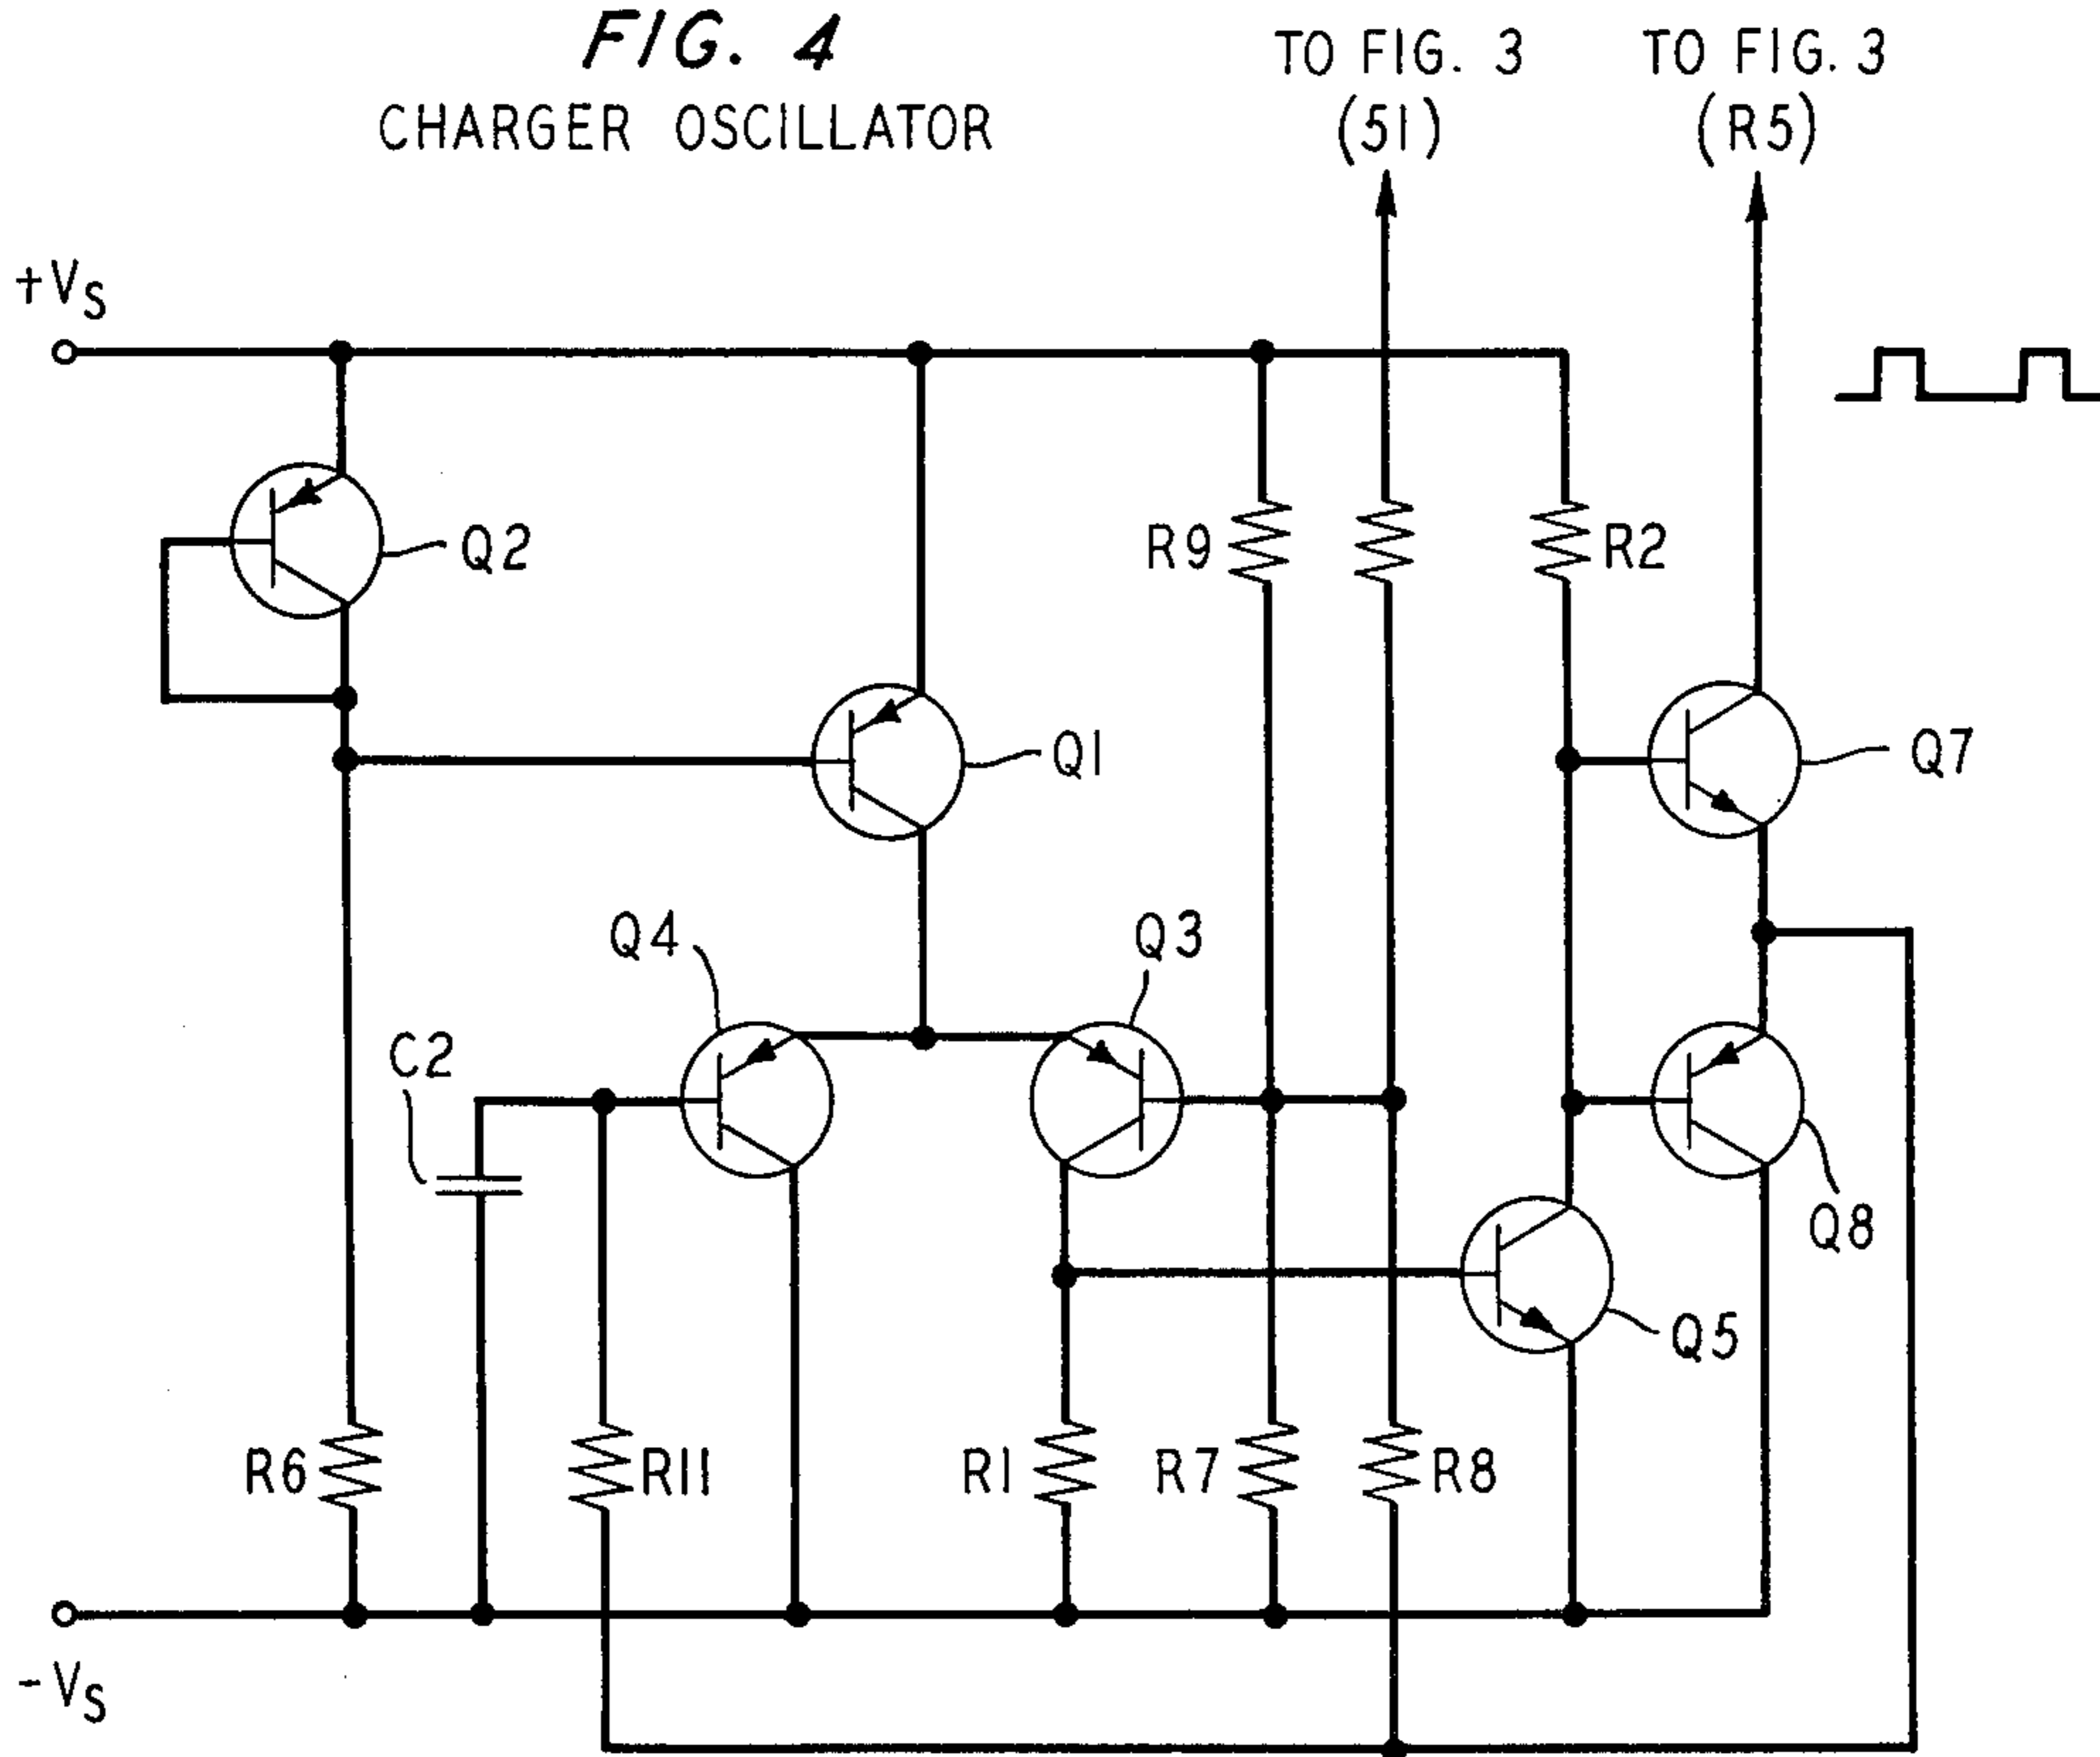 FIG. 4
CHARGER OSCILLATOR
TO FIG. 3
(51)
TO FIG. 3
(R5)
+VS
Q2
R9
R2
Q1
Q7
Q4
Q3
C2
Q8
Q5
R6
R11
R1
R7
R8
-VS